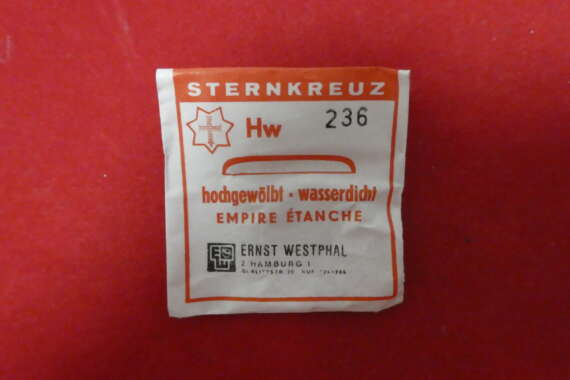 STERNKREUZ
Hw 236
hochgewölbt · wasserdicht
EMPIRE ÉTANCHE
ERNST WESTPHAL
2 HAMBURG 1